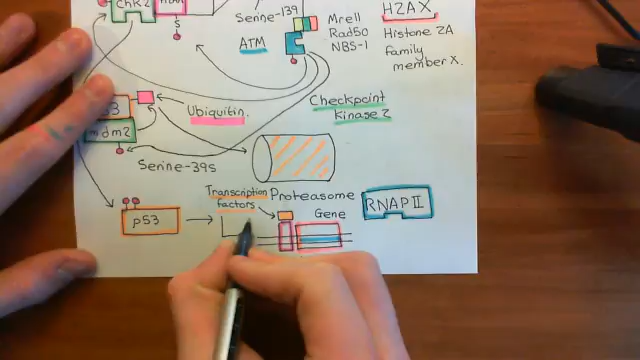 Chk2
S
Serine-139
ATM
Mre11
Rad50
NBS-1
H2AX
Histone 2A
family
member X.
Ubiquitin.
Checkpoint
kinase 2
3
mdm2
Serine-395
Transcription
factors
Proteasome
Gene
RNAP II
p53